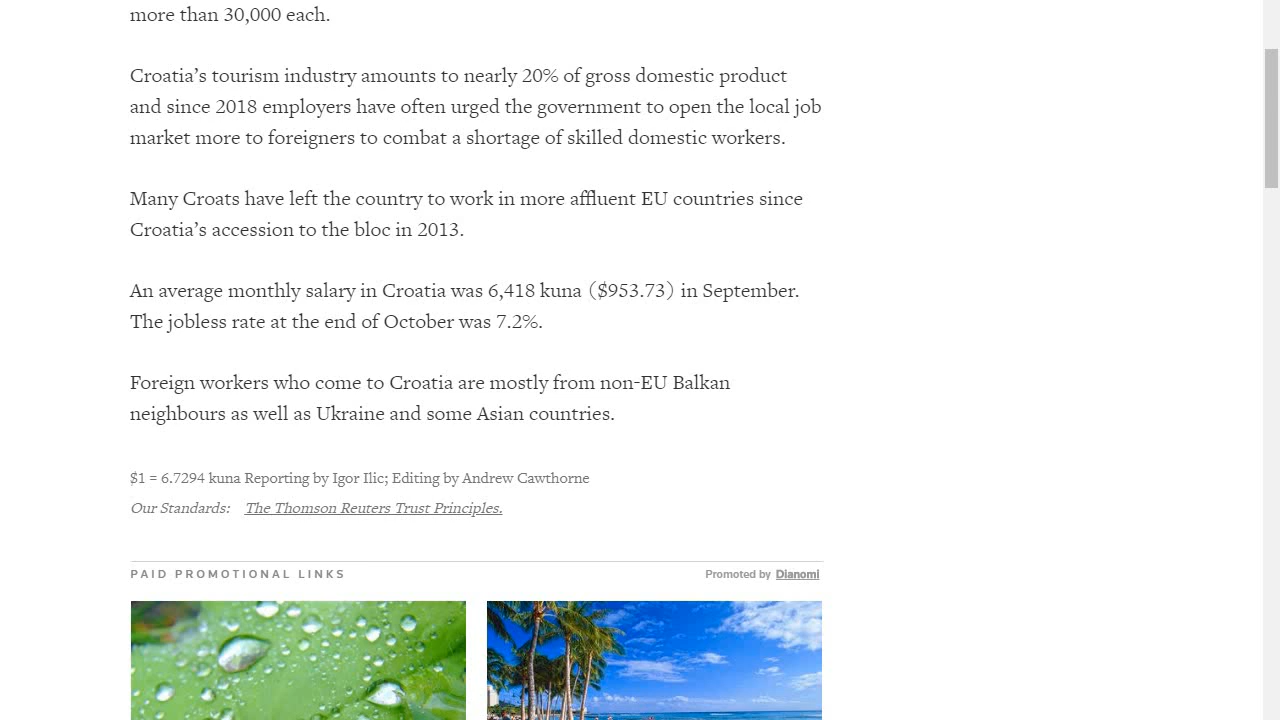 more than 30,000 each.
Croatia’s tourism industry amounts to nearly 20% of gross domestic product
and since 2018 employers have often urged the government to open the local job
market more to foreigners to combat a shortage of skilled domestic workers.
Many Croats have left the country to work in more affluent EU countries since
Croatia’s accession to the bloc in 2013.
An average monthly salary in Croatia was 6,418 kuna ($953.73) in September.
The jobless rate at the end of October was 7.2%.
Foreign workers who come to Croatia are mostly from non-EU Balkan
neighbours as well as Ukraine and some Asian countries.
$1 = 6.7294 kuna Reporting by Igor Ilic; Editing by Andrew Cawthorne
Our Standards: The Thomson Reuters Trust Principles.
PAID PROMOTIONAL LINKS Promoted by Dianomi